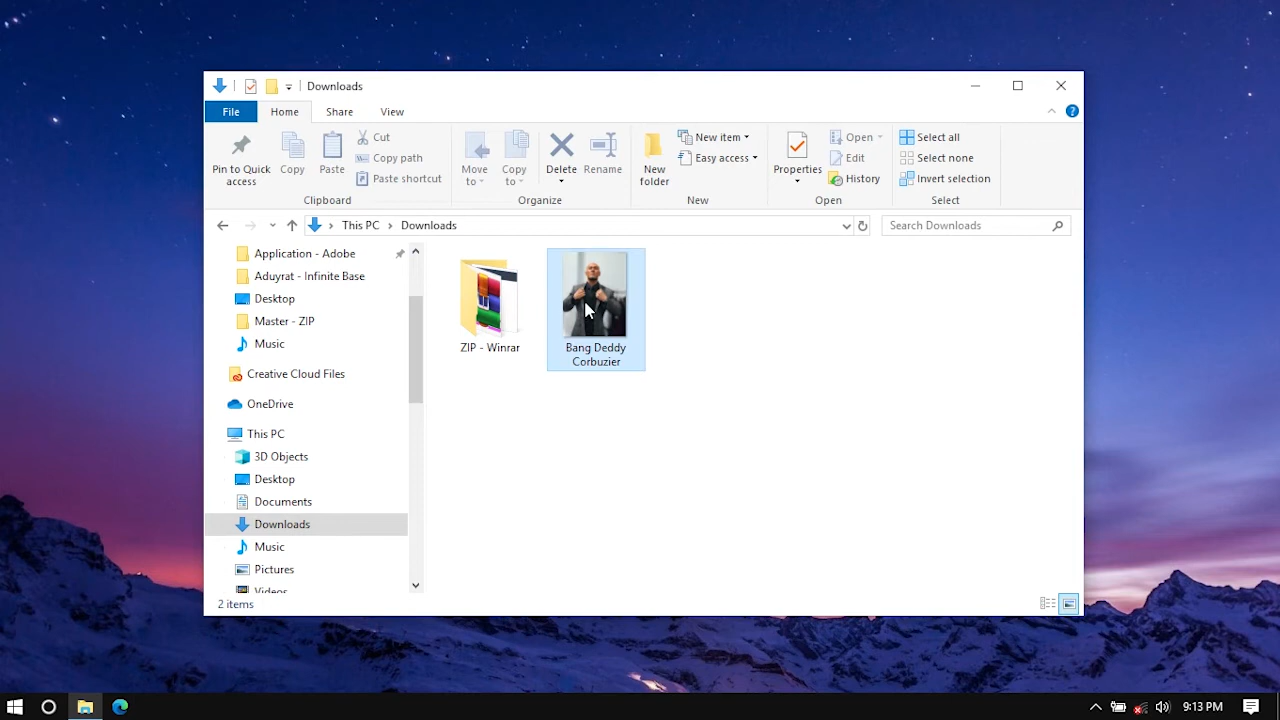 Downloads
File
Home
Share
View
Pin to Quick
access
Copy
Paste
Cut
Copy path
Paste shortcut
Clipboard
Move
to
Copy
to
Delete
Rename
Organize
New
folder
New item
Easy access
New
Properties
Open
Edit
History
Open
Select all
Select none
Invert selection
Select
This PC
Downloads
Search Downloads
Application - Adobe
Aduyrat - Infinite Base
Desktop
Master - ZIP
Music
Creative Cloud Files
OneDrive
This PC
3D Objects
Desktop
Documents
Downloads
Music
Pictures
Videos
ZIP - Winrar
Bang Deddy
Corbuzier
2 items
9:13 PM